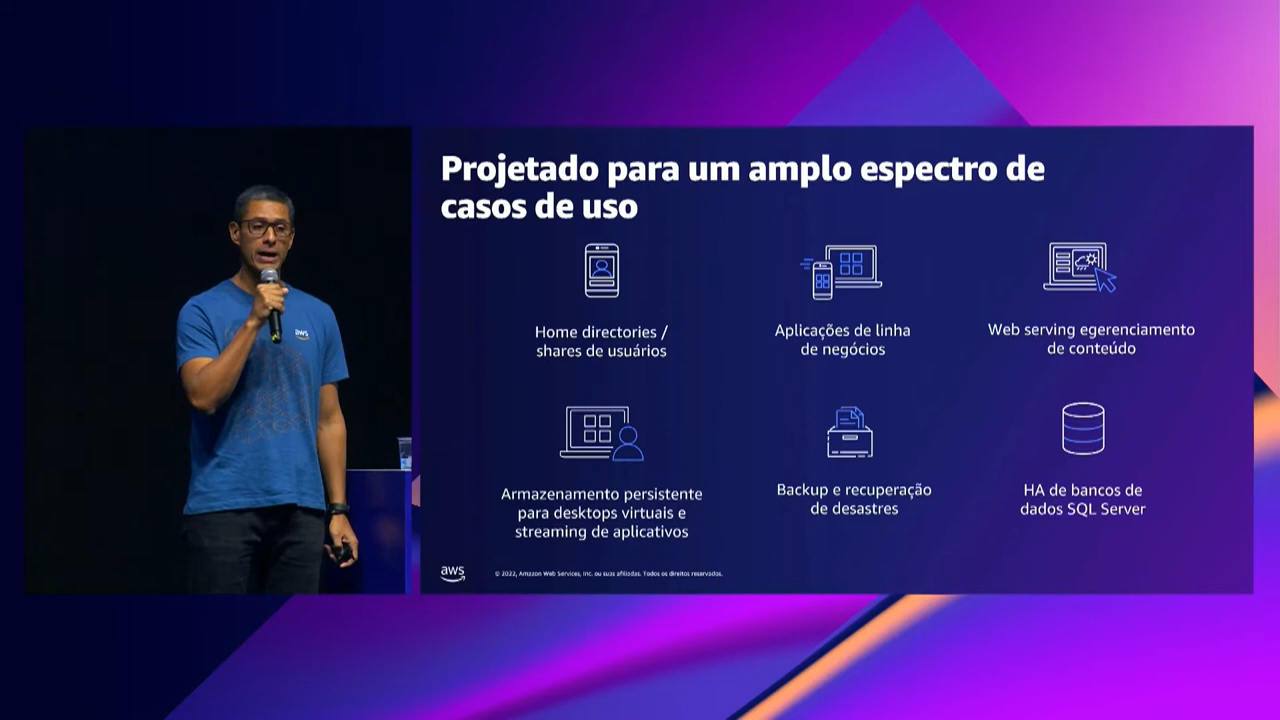 aws
Projetado para um amplo espectro de
casos de uso
Home directories /
shares de usuários
Aplicações de linha
de negócios
Web serving egerenciamento
de conteúdo
Armazenamento persistente
para desktops virtuais e
streaming de aplicativos
Backup e recuperação
de desastres
HA de bancos de
dados SQL Server
aws
© 2022, Amazon Web Services, Inc. ou suas afiliadas. Todos os direitos reservados.